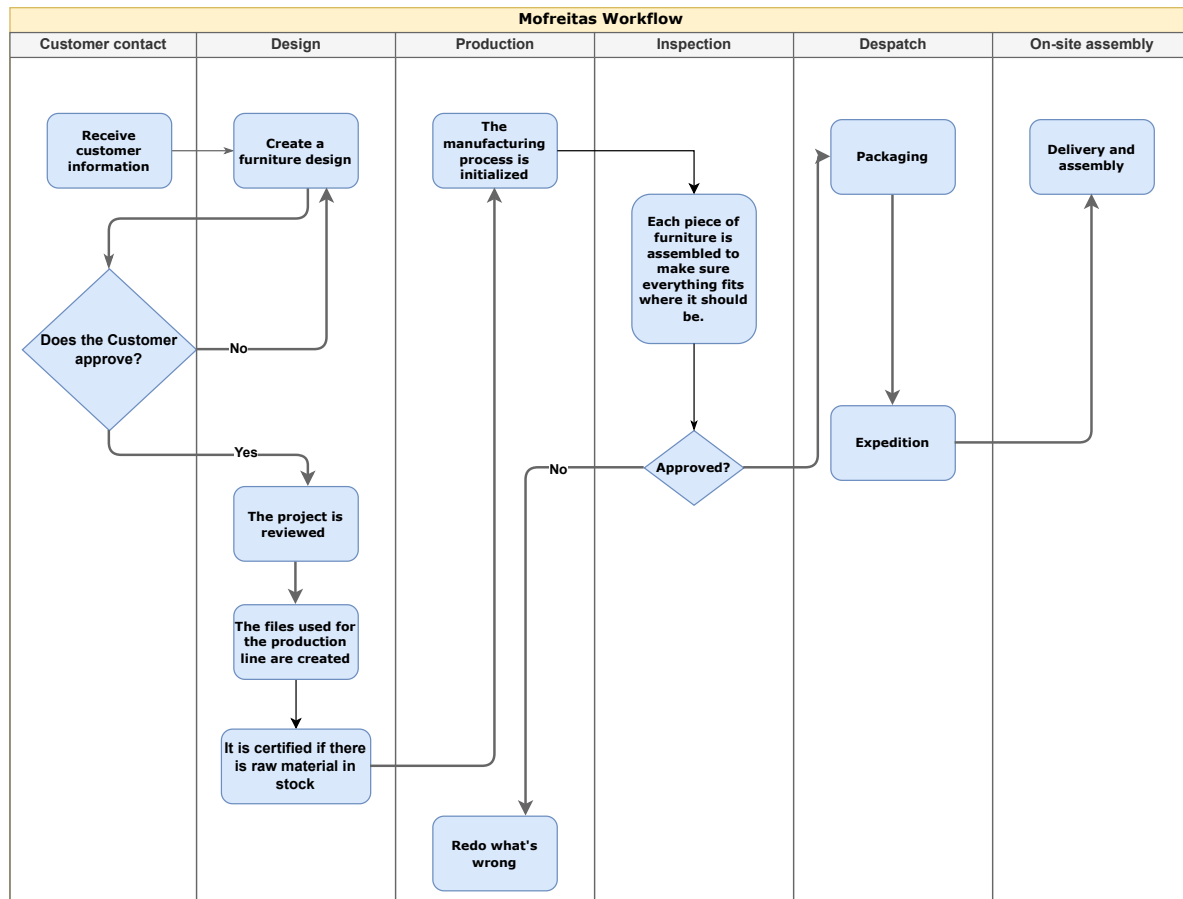 Mofreitas Workflow
Customer contact
Design
Production
Inspection
Despatch
On-site assembly
Receive
customer
information
Create a
furniture design
The
manufacturing
process is
initialized
Packaging
Delivery and
assembly
Each piece of
furniture is
assembled to
make sure
everything fits
where it should
be.
Does the Customer
approve?
No
Yes
Expedition
Approved?
No
The project is
reviewed
The files used for
the production
line are created
It is certified if there
is raw material in
stock
Redo what's
wrong